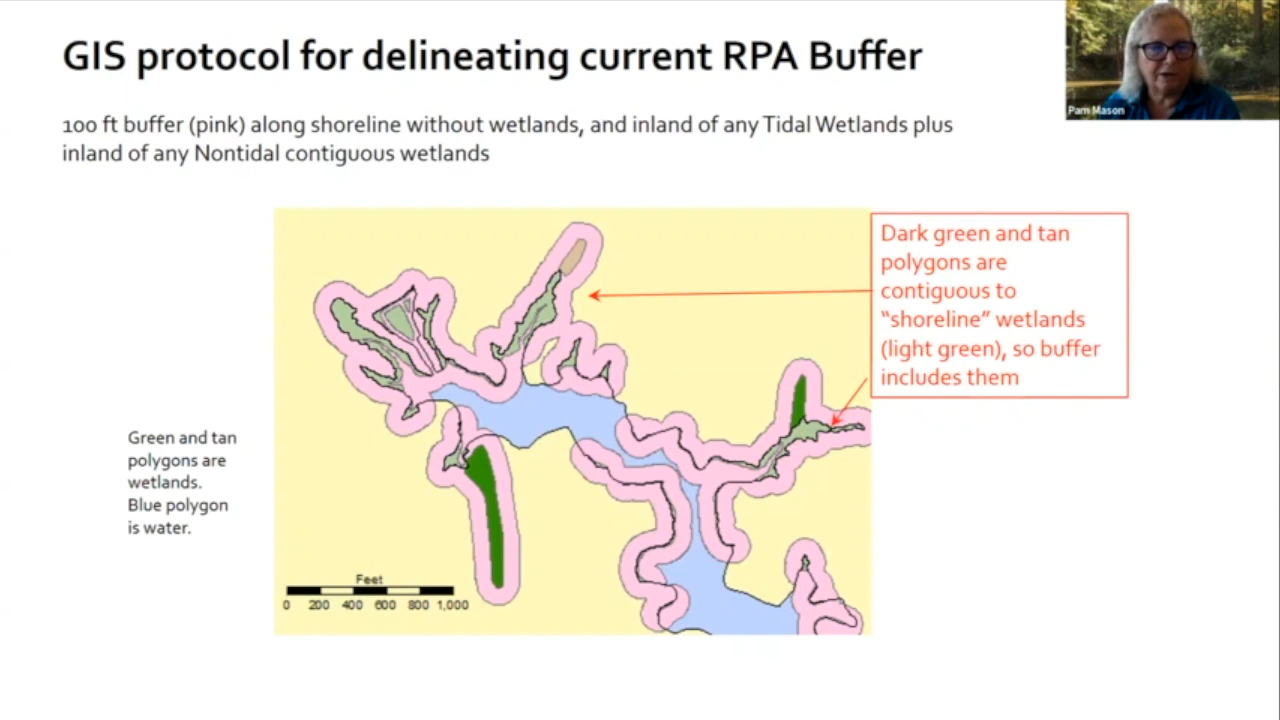 GIS protocol for delineating current RPA Buffer
Pam Mason
100 ft buffer (pink) along shoreline without wetlands, and inland of any Tidal Wetlands plus
inland of any Nontidal contiguous wetlands
Dark green and tan
polygons are
contiguous to
“shoreline” wetlands
(light green), so buffer
includes them
Green and tan
polygons are
wetlands.
Blue polygon
is water.
Feet
0 200 400 600 800 1,000